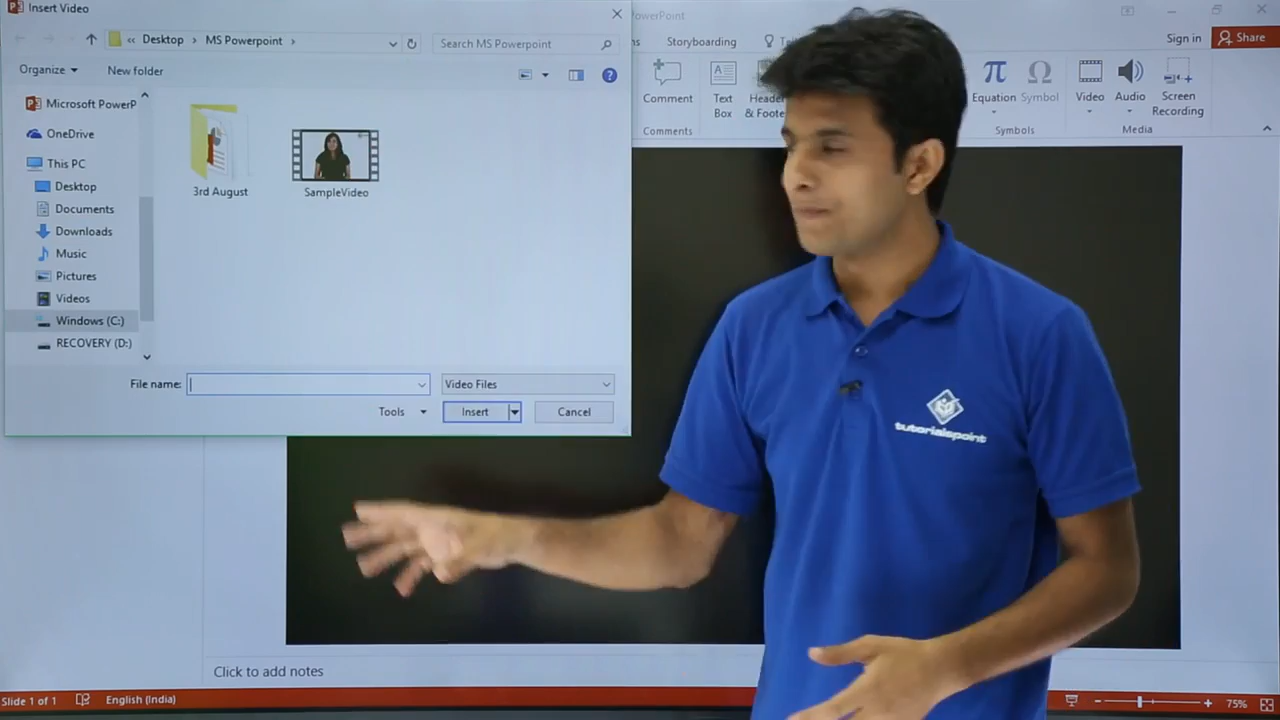 Insert Video
PowerPoint
Desktop
MS Powerpoint
Search MS Powerpoint
Storyboarding
Sign in
Share
Organize
New folder
Microsoft PowerP
OneDrive
This PC
Desktop
Documents
Downloads
Music
Pictures
Videos
Windows (C:)
RECOVERY (D:)
3rd August
SampleVideo
Comment
Comments
Text
Box
Header
& Foote
Equation
Symbol
Symbols
Video
Audio
Screen
Recording
Media
File name:
Video Files
Tools
Insert
Cancel
tutorialspoint
Click to add notes
Slide 1 of 1
English (India)
75%